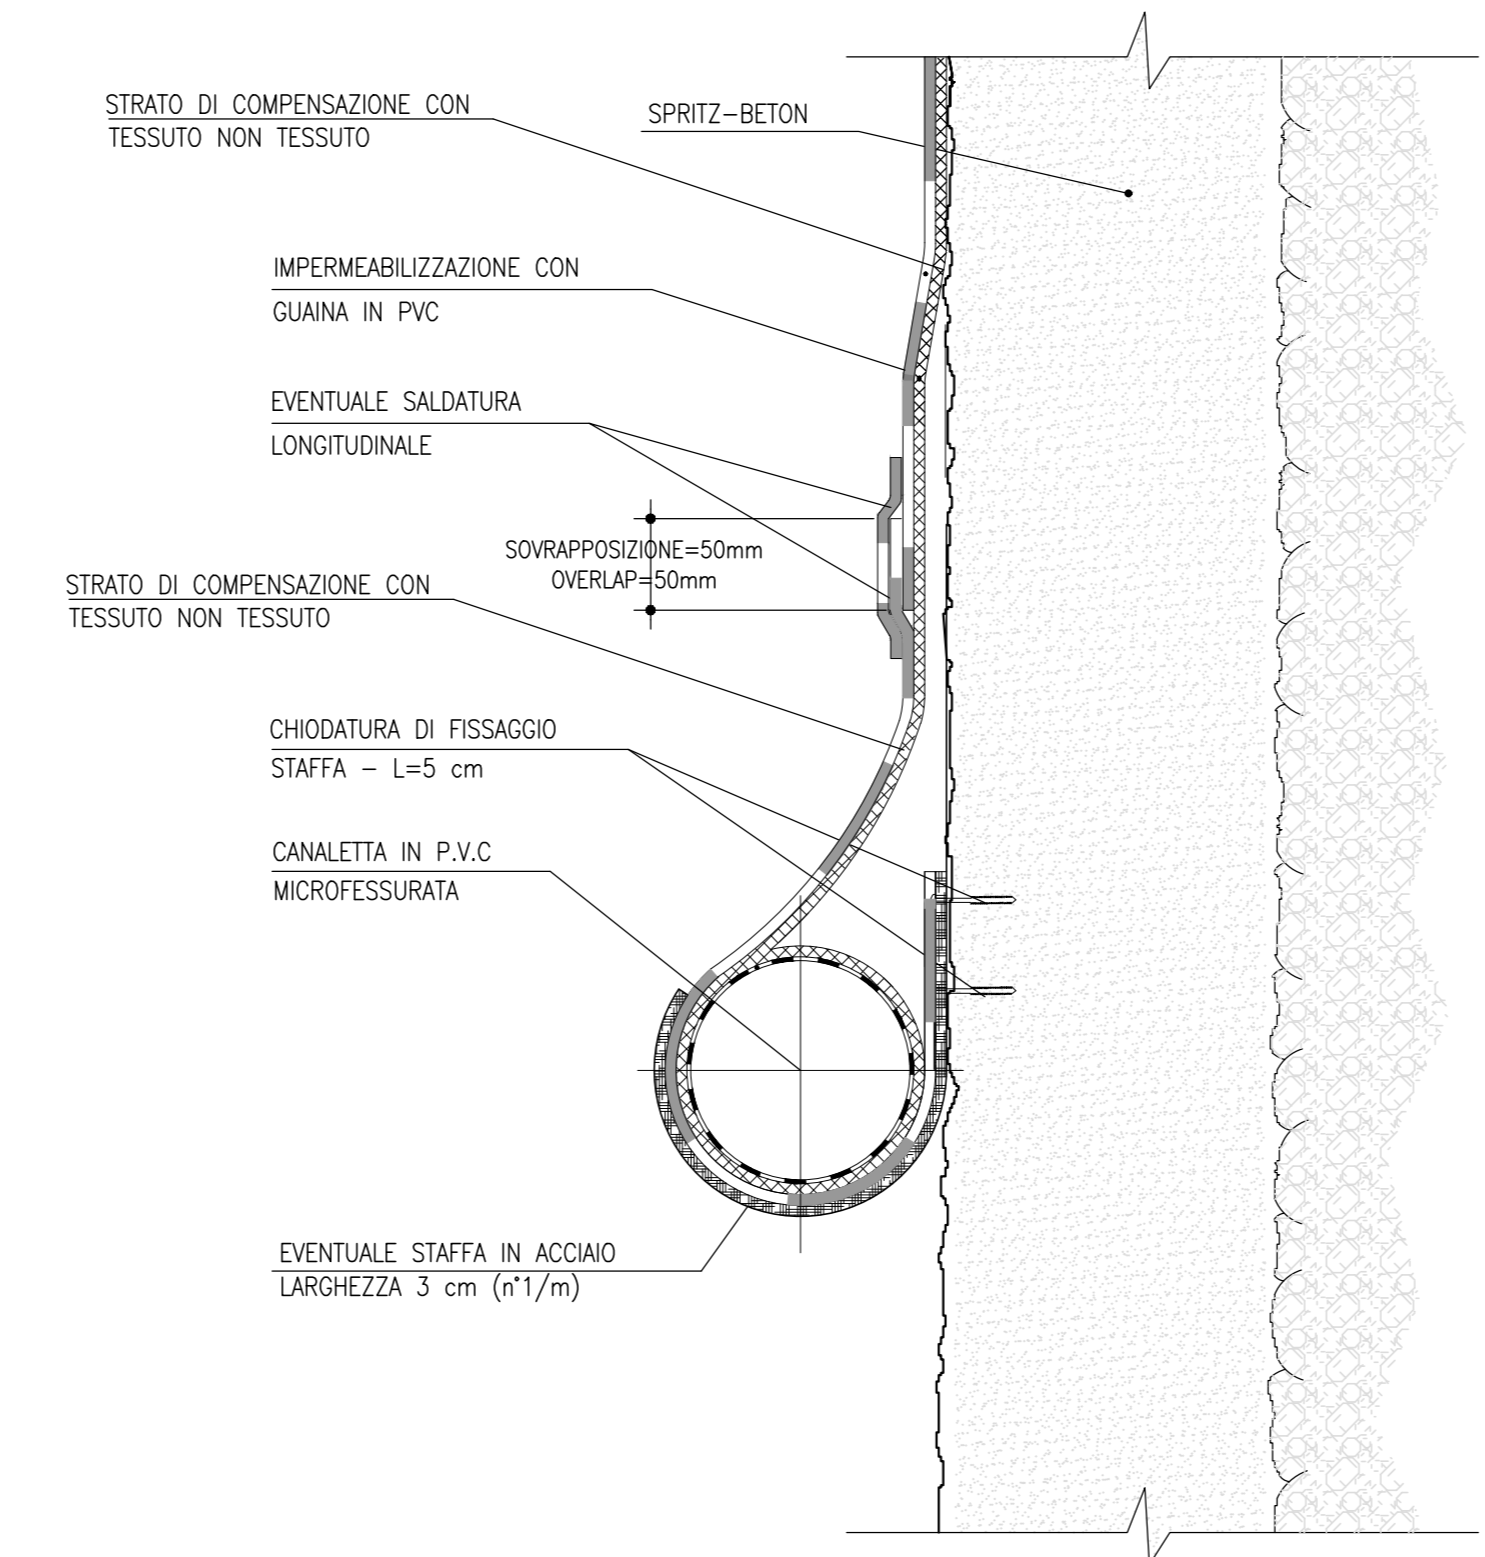 STRATO DI COMPENSAZIONE CON
TESSUTO NON TESSUTO
SPRITZ-BETON
IMPERMEABILIZZAZIONE CON
GUAINA IN PVC
EVENTUALE SALDATURA
LONGITUDINALE
SOVRAPPOSIZIONE=50mm
OVERLAP=50mm
STRATO DI COMPENSAZIONE CON
TESSUTO NON TESSUTO
CHIODATURA DI FISSAGGIO
STAFFA - L=5 cm
CANALETTA IN P.V.C
MICROFESSURATA
EVENTUALE STAFFA IN ACCIAIO
LARGHEZZA 3 cm (n°1/m)